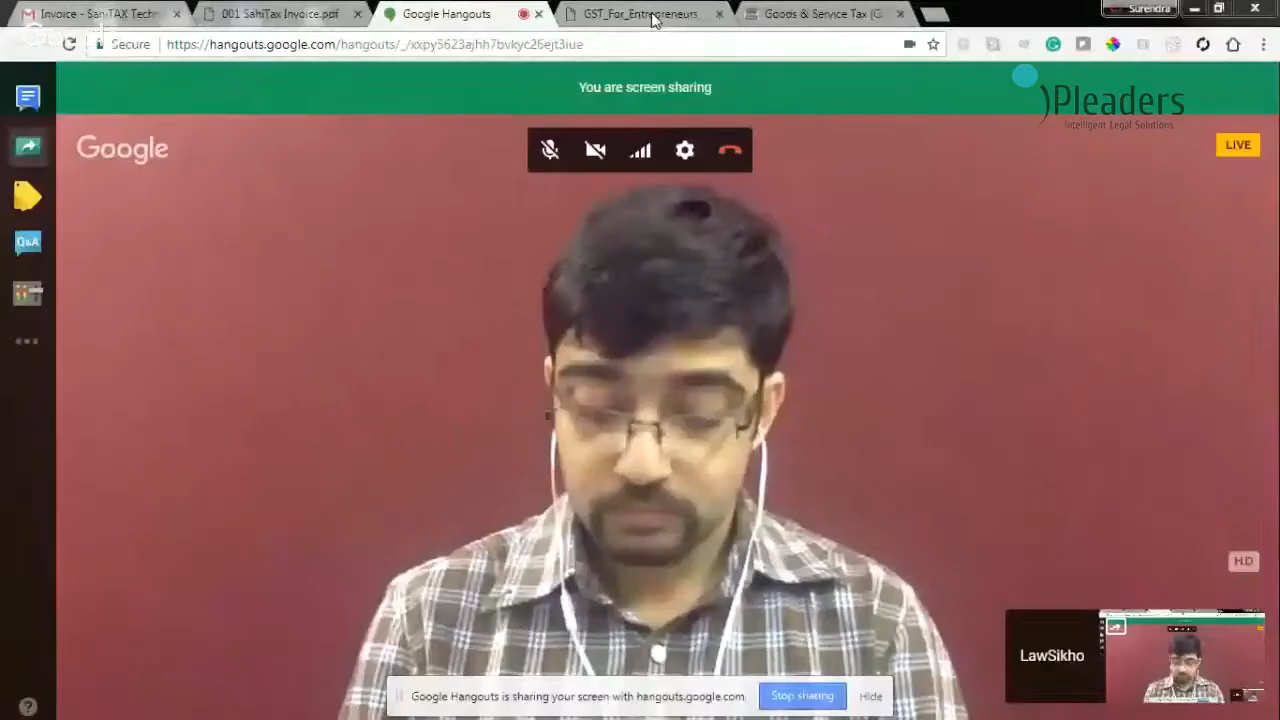 Invoice - SahiTAX Techn
001 SahiTax Invoice.pdf
Google Hangouts
GST_For_Entrepreneurs
Goods & Service Tax (G
Surendra
Secure
https://hangouts.google.com/hangouts/_/xxpy5623ajhh7bvkyc26ejt3iue
You are screen sharing
iPleaders
Intelligent Legal Solutions
Google
LIVE
Q&A
HD
LawSikho
Google Hangouts is sharing your screen with hangouts.google.com.
Stop sharing
Hide